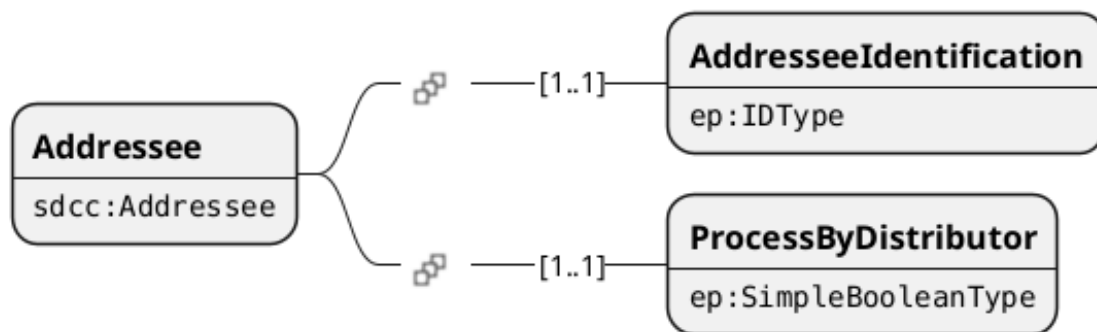 Addressee
sdcc:Addressee
[1..1]
AddresseeIdentification
ep:IDType
[1..1]
ProcessByDistributor
ep:SimpleBooleanType